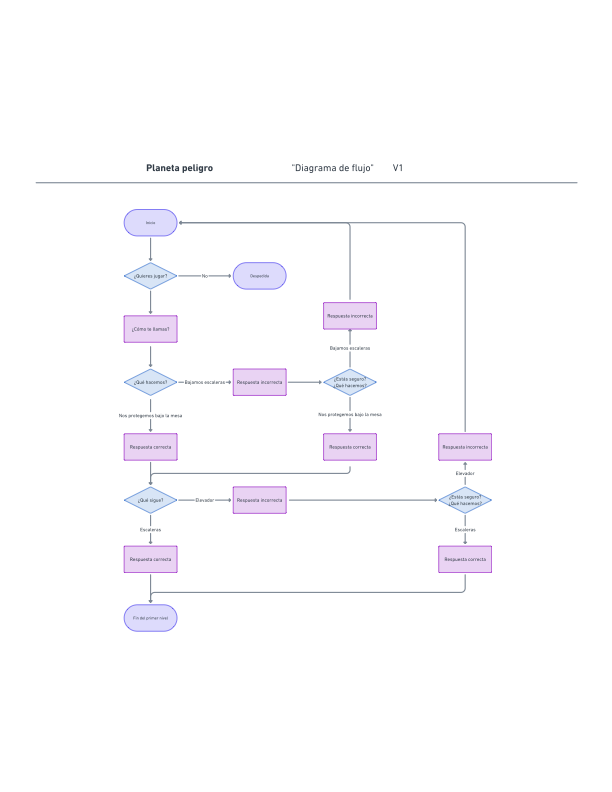 Planeta peligro "Diagrama de flujo" V1
Inicio
¿Quieres jugar?
No
Despedida
¿Cómo te llamas?
Respuesta incorrecta
Bajamos escaleras
¿Qué hacemos?
Bajamos escaleras
Respuesta incorrecta
¿Estás seguro?
¿Qué hacemos?
Nos protegemos bajo la mesa
Nos protegemos bajo la mesa
Respuesta correcta
Respuesta correcta
Respuesta incorrecta
Elevador
¿Qué sigue?
Elevador
Respuesta incorrecta
¿Estás seguro?
¿Qué hacemos?
Escaleras
Escaleras
Respuesta correcta
Respuesta correcta
Fin del primer nivel